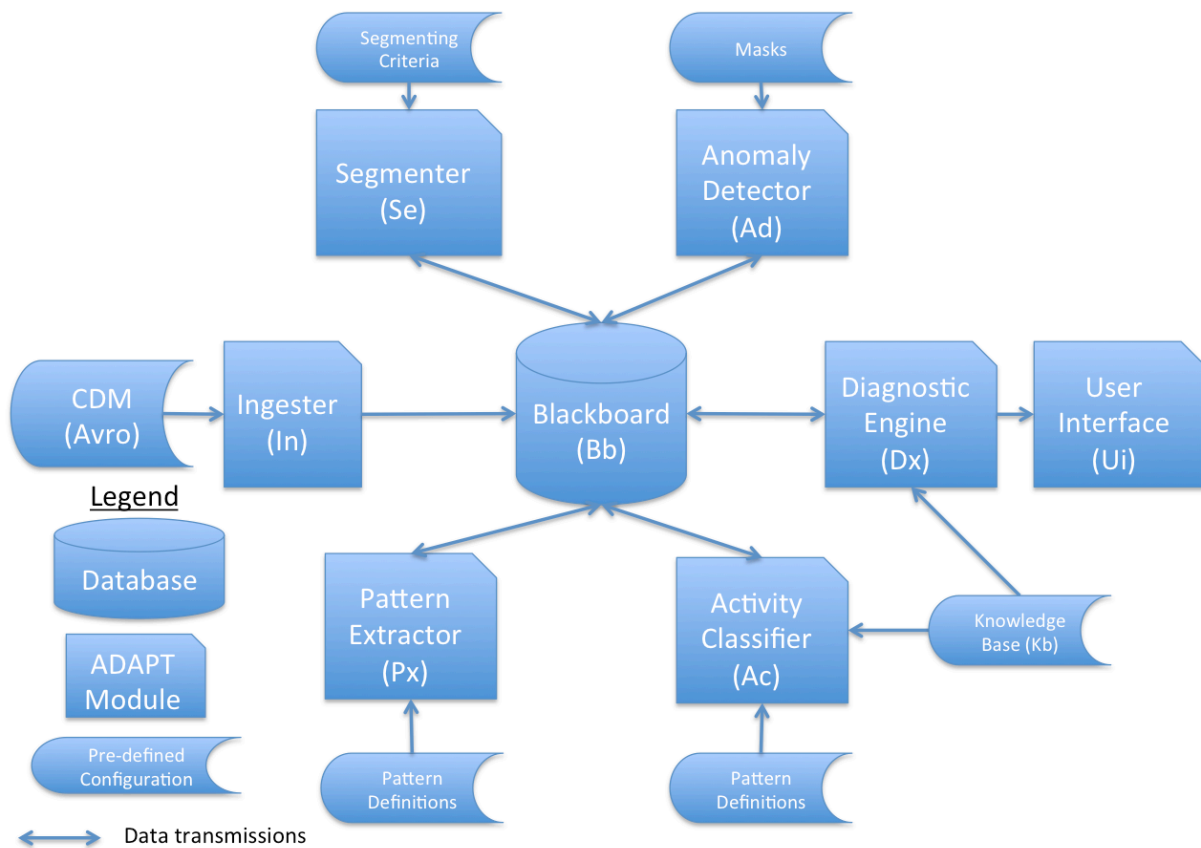 Segmenting
Criteria
Masks
Segmenter
(Se)
Anomaly
Detector
(Ad)
CDM
(Avro)
Ingester
(In)
Blackboard
(Bb)
Diagnostic
Engine
(Dx)
User
Interface
(Ui)
Legend
Database
ADAPT
Module
Pre-defined
Configuration
Data transmissions
Pattern
Extractor
(Px)
Activity
Classifier
(Ac)
Knowledge
Base (Kb)
Pattern
Definitions
Pattern
Definitions